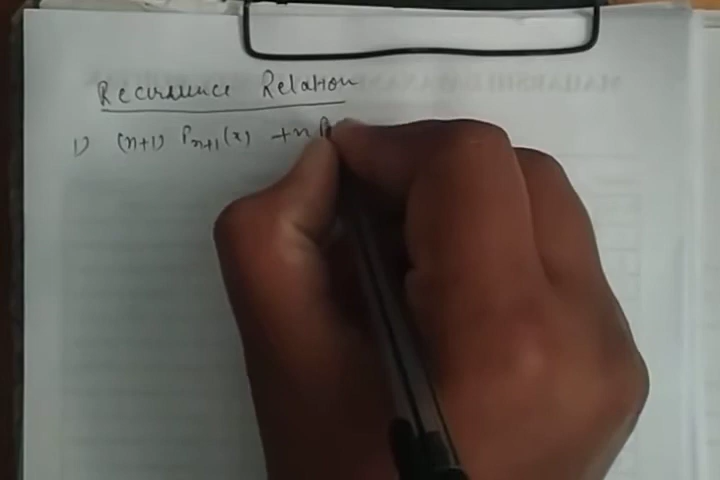 Recurrence Relation
1) (n+1) Pn+1(x) +n P